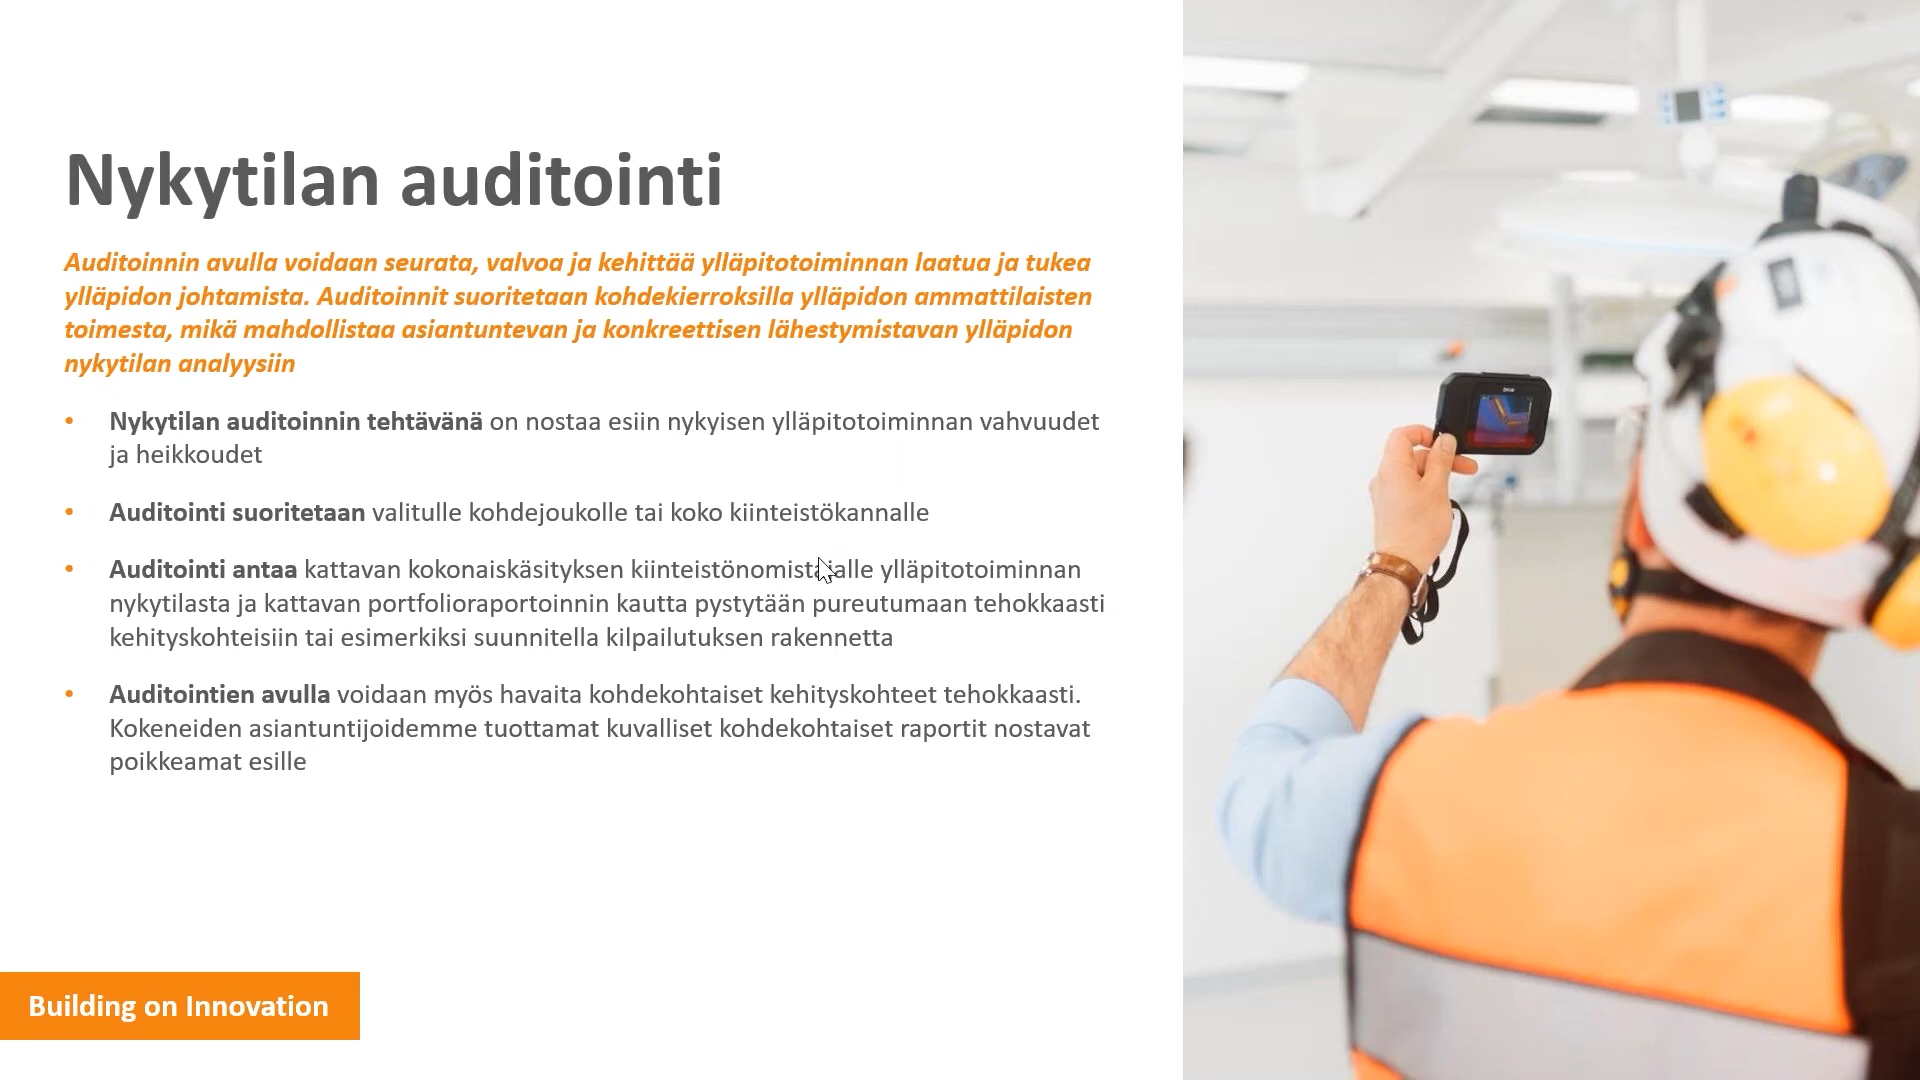 Nykytilan auditointi
Auditoinnin avulla voidaan seurata, valvoa ja kehittää ylläpitotoiminnan laatua ja tukea
ylläpidon johtamista. Auditoinnit suoritetaan kohdekierroksilla ylläpidon ammattilaisten
toimesta, mikä mahdollistaa asiantuntevan ja konkreettisen lähestymistavan ylläpidon
nykytilan analyysiin
• Nykytilan auditoinnin tehtävänä on nostaa esiin nykyisen ylläpitotoiminnan vahvuudet
ja heikkoudet
• Auditointi suoritetaan valitulle kohdejoukolle tai koko kiinteistökannalle
• Auditointi antaa kattavan kokonaiskäsityksen kiinteistönomistajalle ylläpitotoiminnan
nykytilasta ja kattavan portfolioraportoinnin kautta pystytään pureutumaan tehokkaasti
kehityskohteisiin tai esimerkiksi suunnitella kilpailutuksen rakennetta
• Auditointien avulla voidaan myös havaita kohdekohtaiset kehityskohteet tehokkaasti.
Kokeneiden asiantuntijoidemme tuottamat kuvalliset kohdekohtaiset raportit nostavat
poikkeamat esille
Building on Innovation